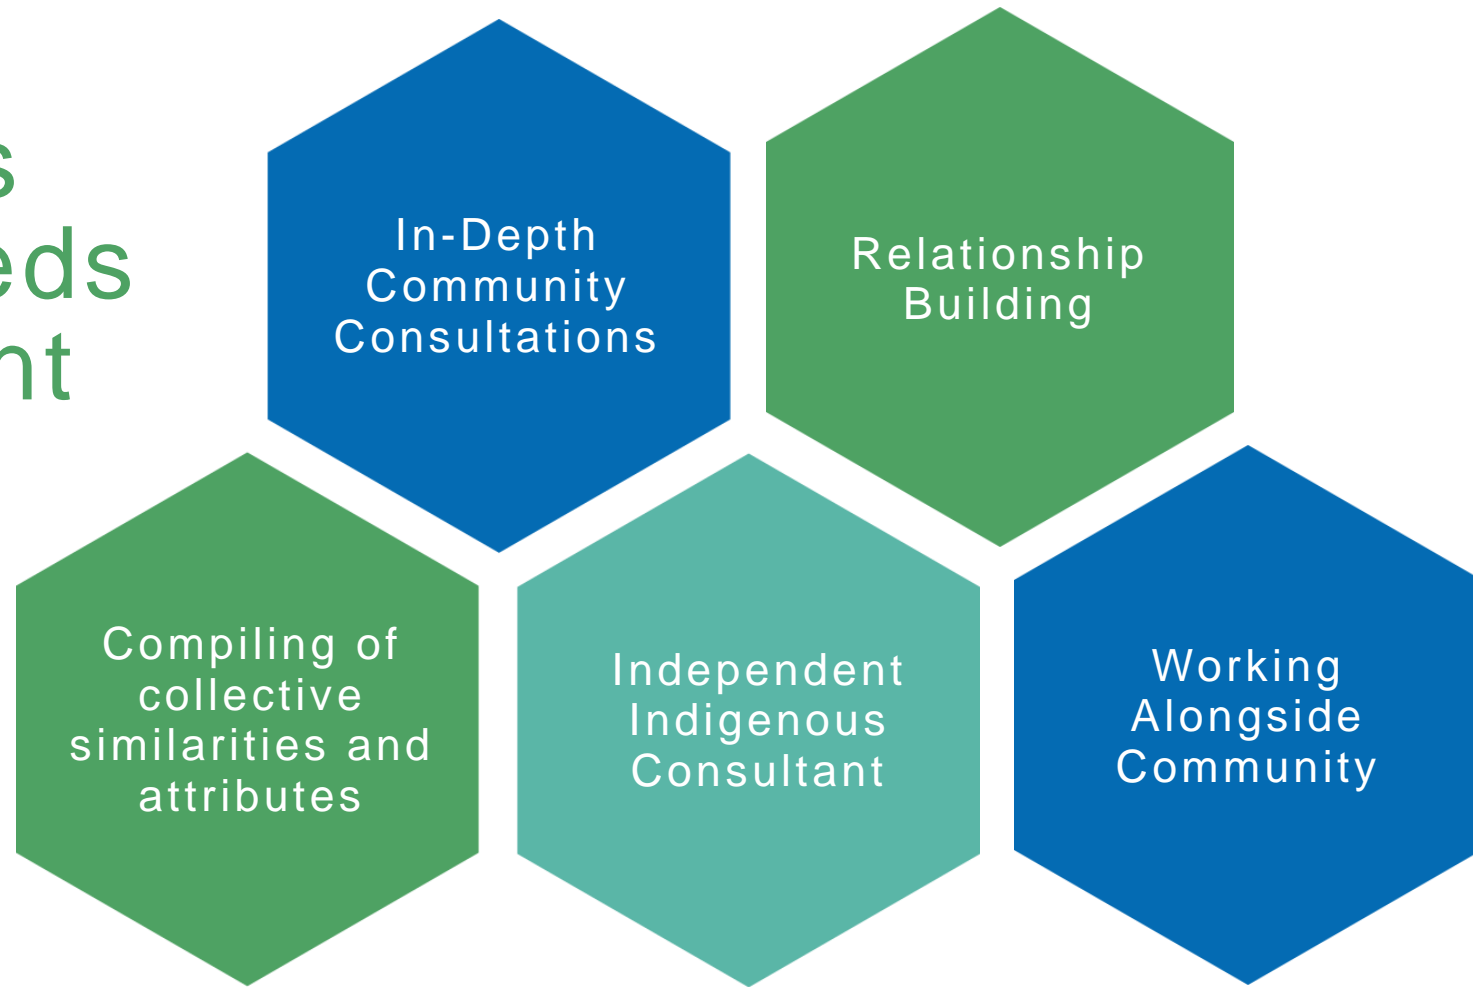 nt
In-Depth
Community
Consultations
Relationship
Building
Compiling of
collective
similarities and
attributes
Independent
Indigenous
Consultant
Working
Alongside
Community